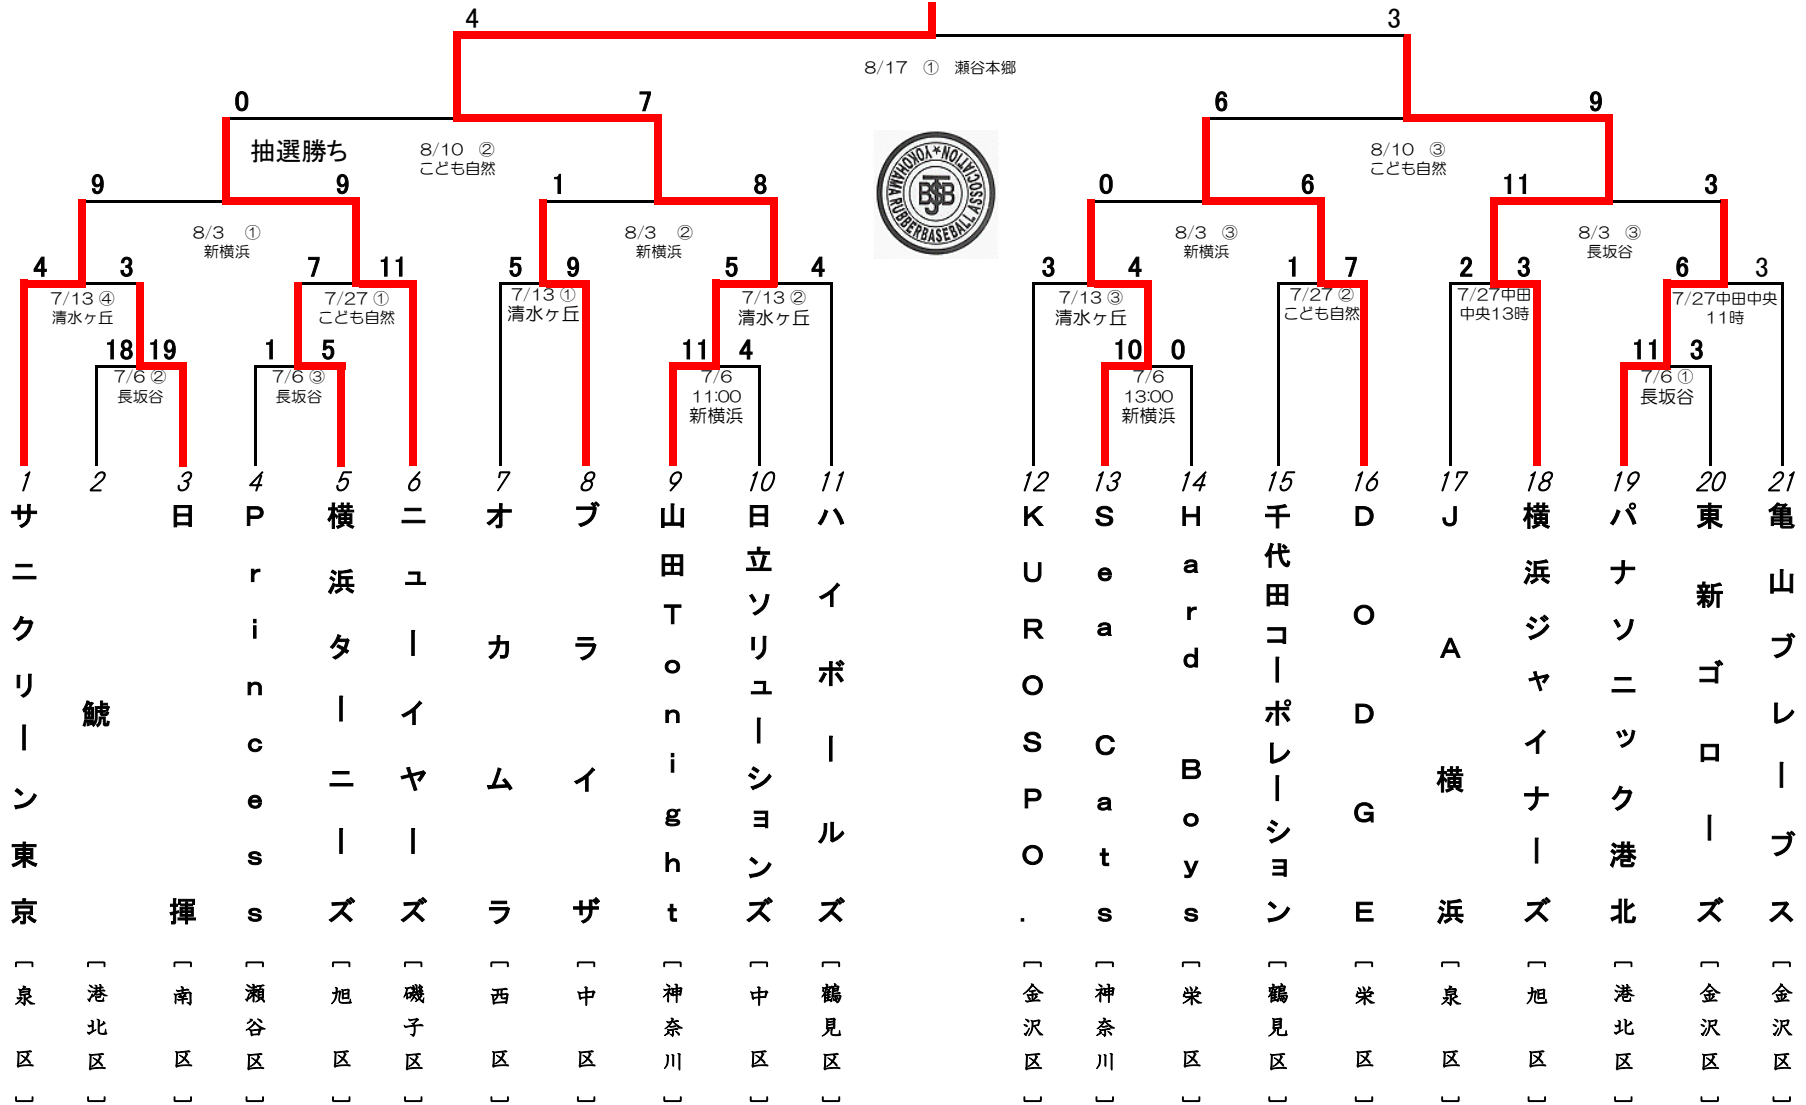 4 3
8/17 ① 瀬谷本郷
0 7 6 9
抽選勝ち
8/10 ②
こども自然
8/10 ③
こども自然
YOKOHAMA RUBBERBASEBALL ASSOCIATION
9 9 1 8 0 6 11 3
8/3 ①
新横浜
8/3 ②
新横浜
8/3 ③
新横浜
8/3 ③
長坂谷
4 3 7 11 5 9 5 4 3 4 1 7 2 3 6 3
7/13 ④
清水ヶ丘
7/27 ①
こども自然
7/13 ①
清水ヶ丘
7/13 ②
清水ヶ丘
7/13 ③
清水ヶ丘
7/27 ②
こども自然
7/27中田
中央13時
7/27中田中央
11時
18 19 1 5 11 4 10 0 11 3
7/6 ②
長坂谷
7/6 ③
長坂谷
7/6
11:00
新横浜
7/6
13:00
新横浜
7/6 ①
長坂谷
1 2 3 4 5 6 7 8 9 10 11 12 13 14 15 16 17 18 19 20 21
サニクリーン東京
鯱
日揮
Princess
横浜ターニーズ
ニューイヤーズ
オカムラ
ブライザ
山田Tonight
日立ソリューションズ
ハイボールズ
KUROSPO.
Sea Cats
Hard Boys
千代田コーポレーション
DODGE
JA横浜
横浜ジャイナーズ
パナソニック港北
東新ゴローズ
亀山ブレーブス
[泉区]
[港北区]
[南区]
[瀬谷区]
[旭区]
[磯子区]
[西区]
[中区]
[神奈川]
[中区]
[鶴見区]
[金沢区]
[神奈川]
[栄区]
[鶴見区]
[栄区]
[泉区]
[旭区]
[港北区]
[金沢区]
[金沢区]